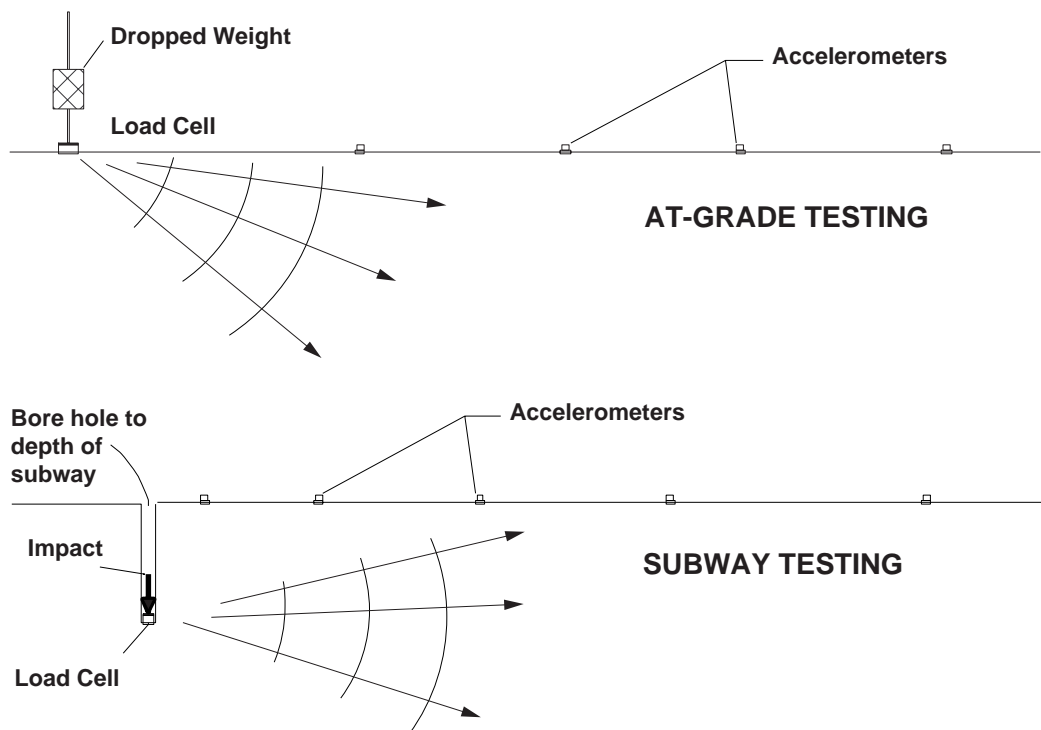 Dropped Weight
Accelerometers
Load Cell
AT-GRADE TESTING
Bore hole to
depth of
subway
Accelerometers
Impact
SUBWAY TESTING
Load Cell